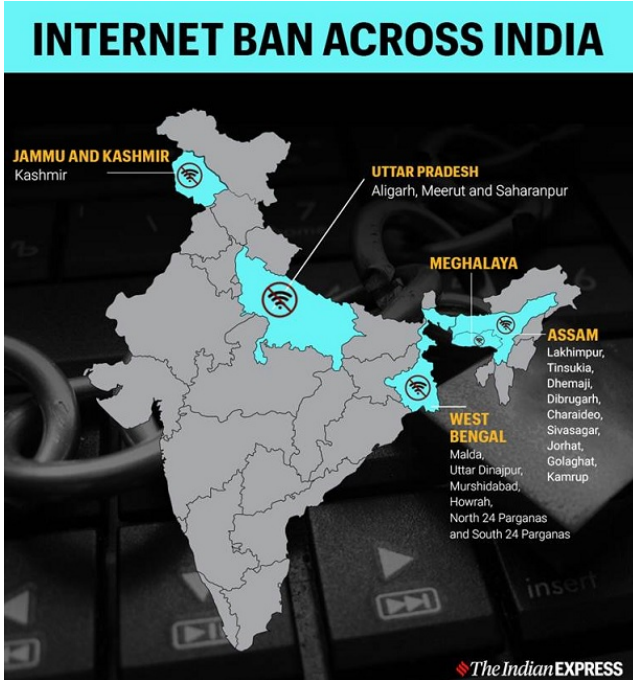 INTERNET BAN ACROSS INDIA
JAMMU AND KASHMIR
Kashmir
UTTAR PRADESH
Aligarh, Meerut and Saharanpur
MEGHALAYA
ASSAM
Lakhimpur,
Tinsukia,
Dhemaji,
Dibrugarh,
Charaideo,
Sivasagar,
Jorhat,
Golaghat,
Kamrup
WEST
BENGAL
Malda,
Uttar Dinajpur,
Murshidabad,
Howrah,
North 24 Parganas
and South 24 Parganas
insert
The Indian EXPRESS